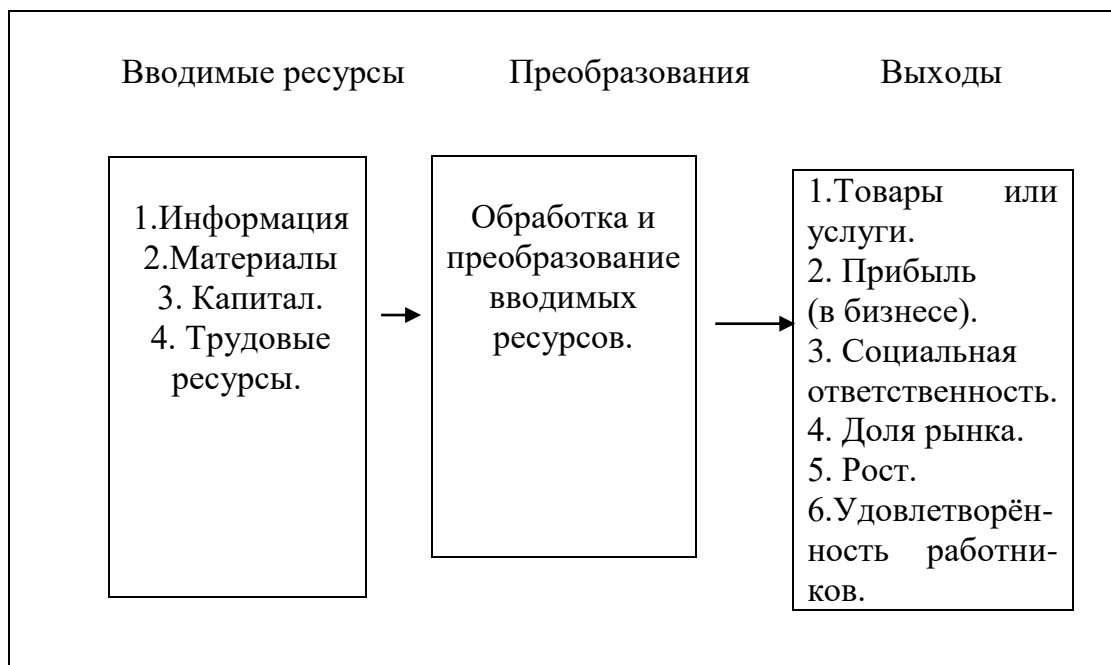 Вводимые ресурсы
Преобразования
Выходы
1.Информация
2.Материалы
3. Капитал.
4. Трудовые
ресурсы.
Обработка и
преобразование
вводимых
ресурсов.
1.Товары или
услуги.
2. Прибыль
(в бизнесе).
3. Социальная
ответственность.
4. Доля рынка.
5. Рост.
6.Удовлетворён-
ность работни-
ков.